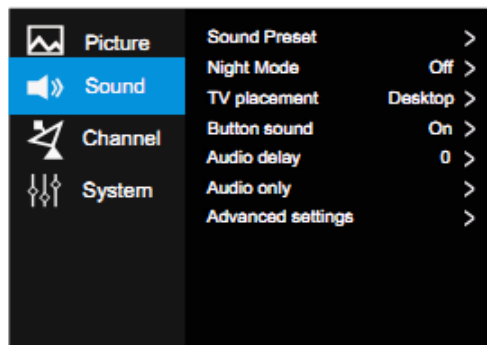 Picture
Sound
Channel
System
Sound Preset >
Night Mode Off >
TV placement Desktop >
Button sound On >
Audio delay 0 >
Audio only >
Advanced settings >